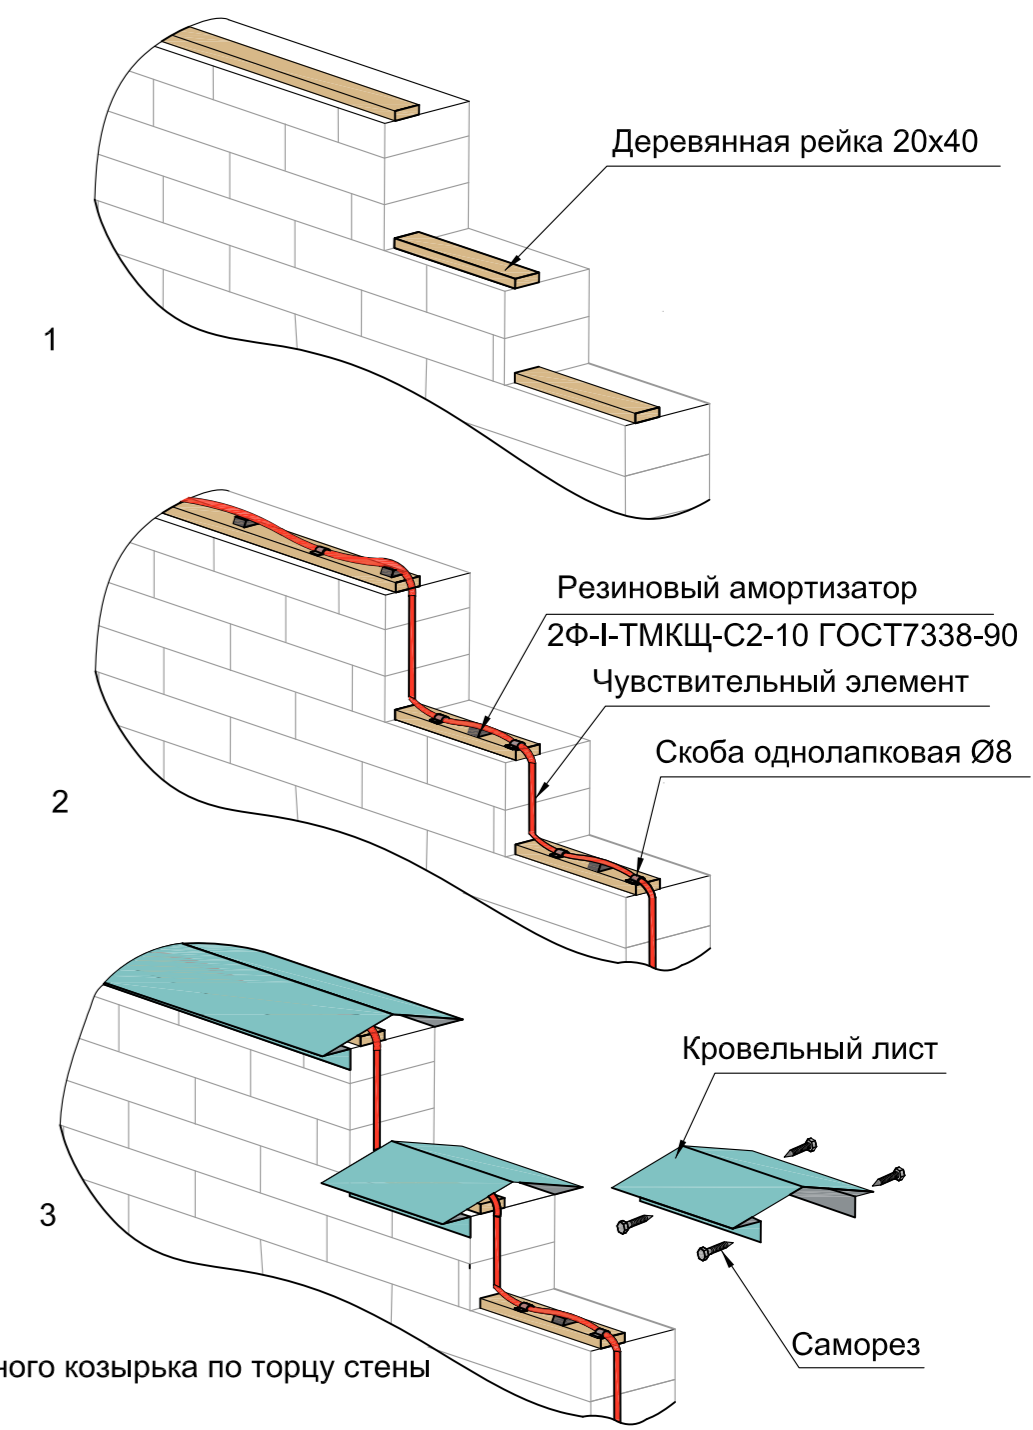 Деревянная рейка 20х40
1
Резиновый амортизатор
2Ф-I-ТМКЩ-С2-10 ГОСТ7338-90
Чувствительный элемент
Скоба однолапковая Ø8
2
Кровельный лист
3
Саморез
ного козырька по торцу стены